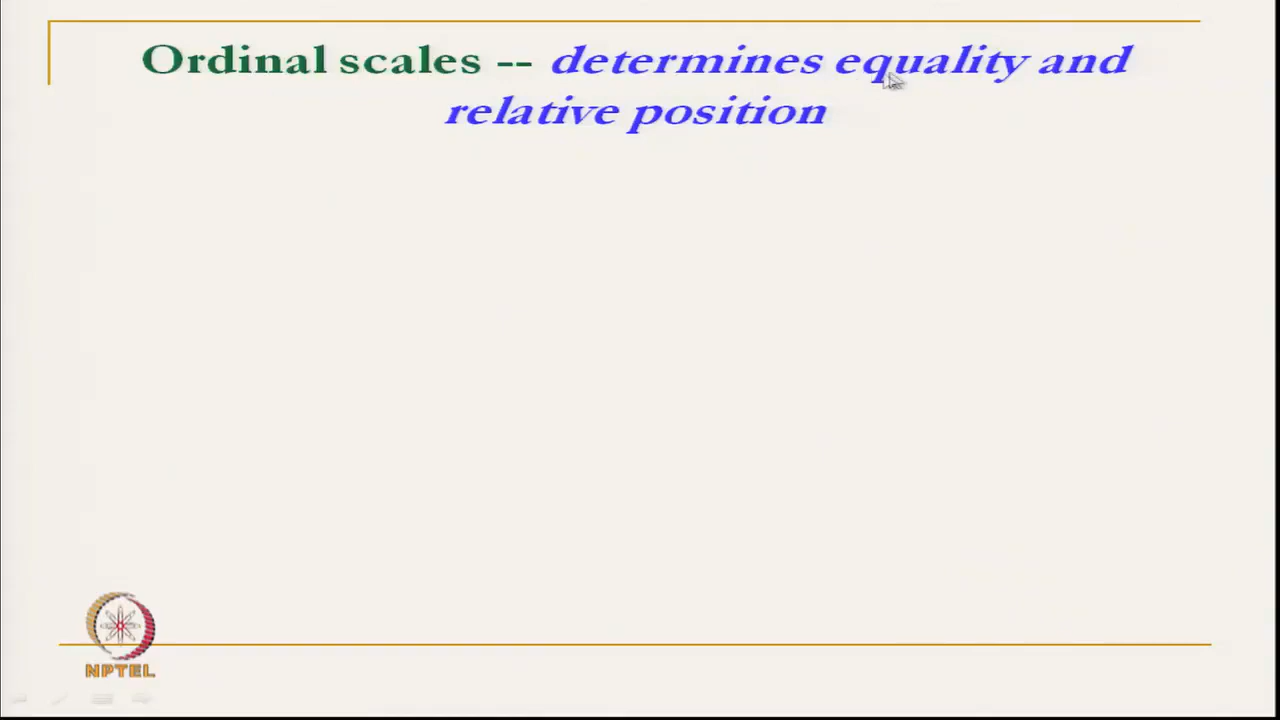 Ordinal scales -- determines equality and
relative position
NPTEL